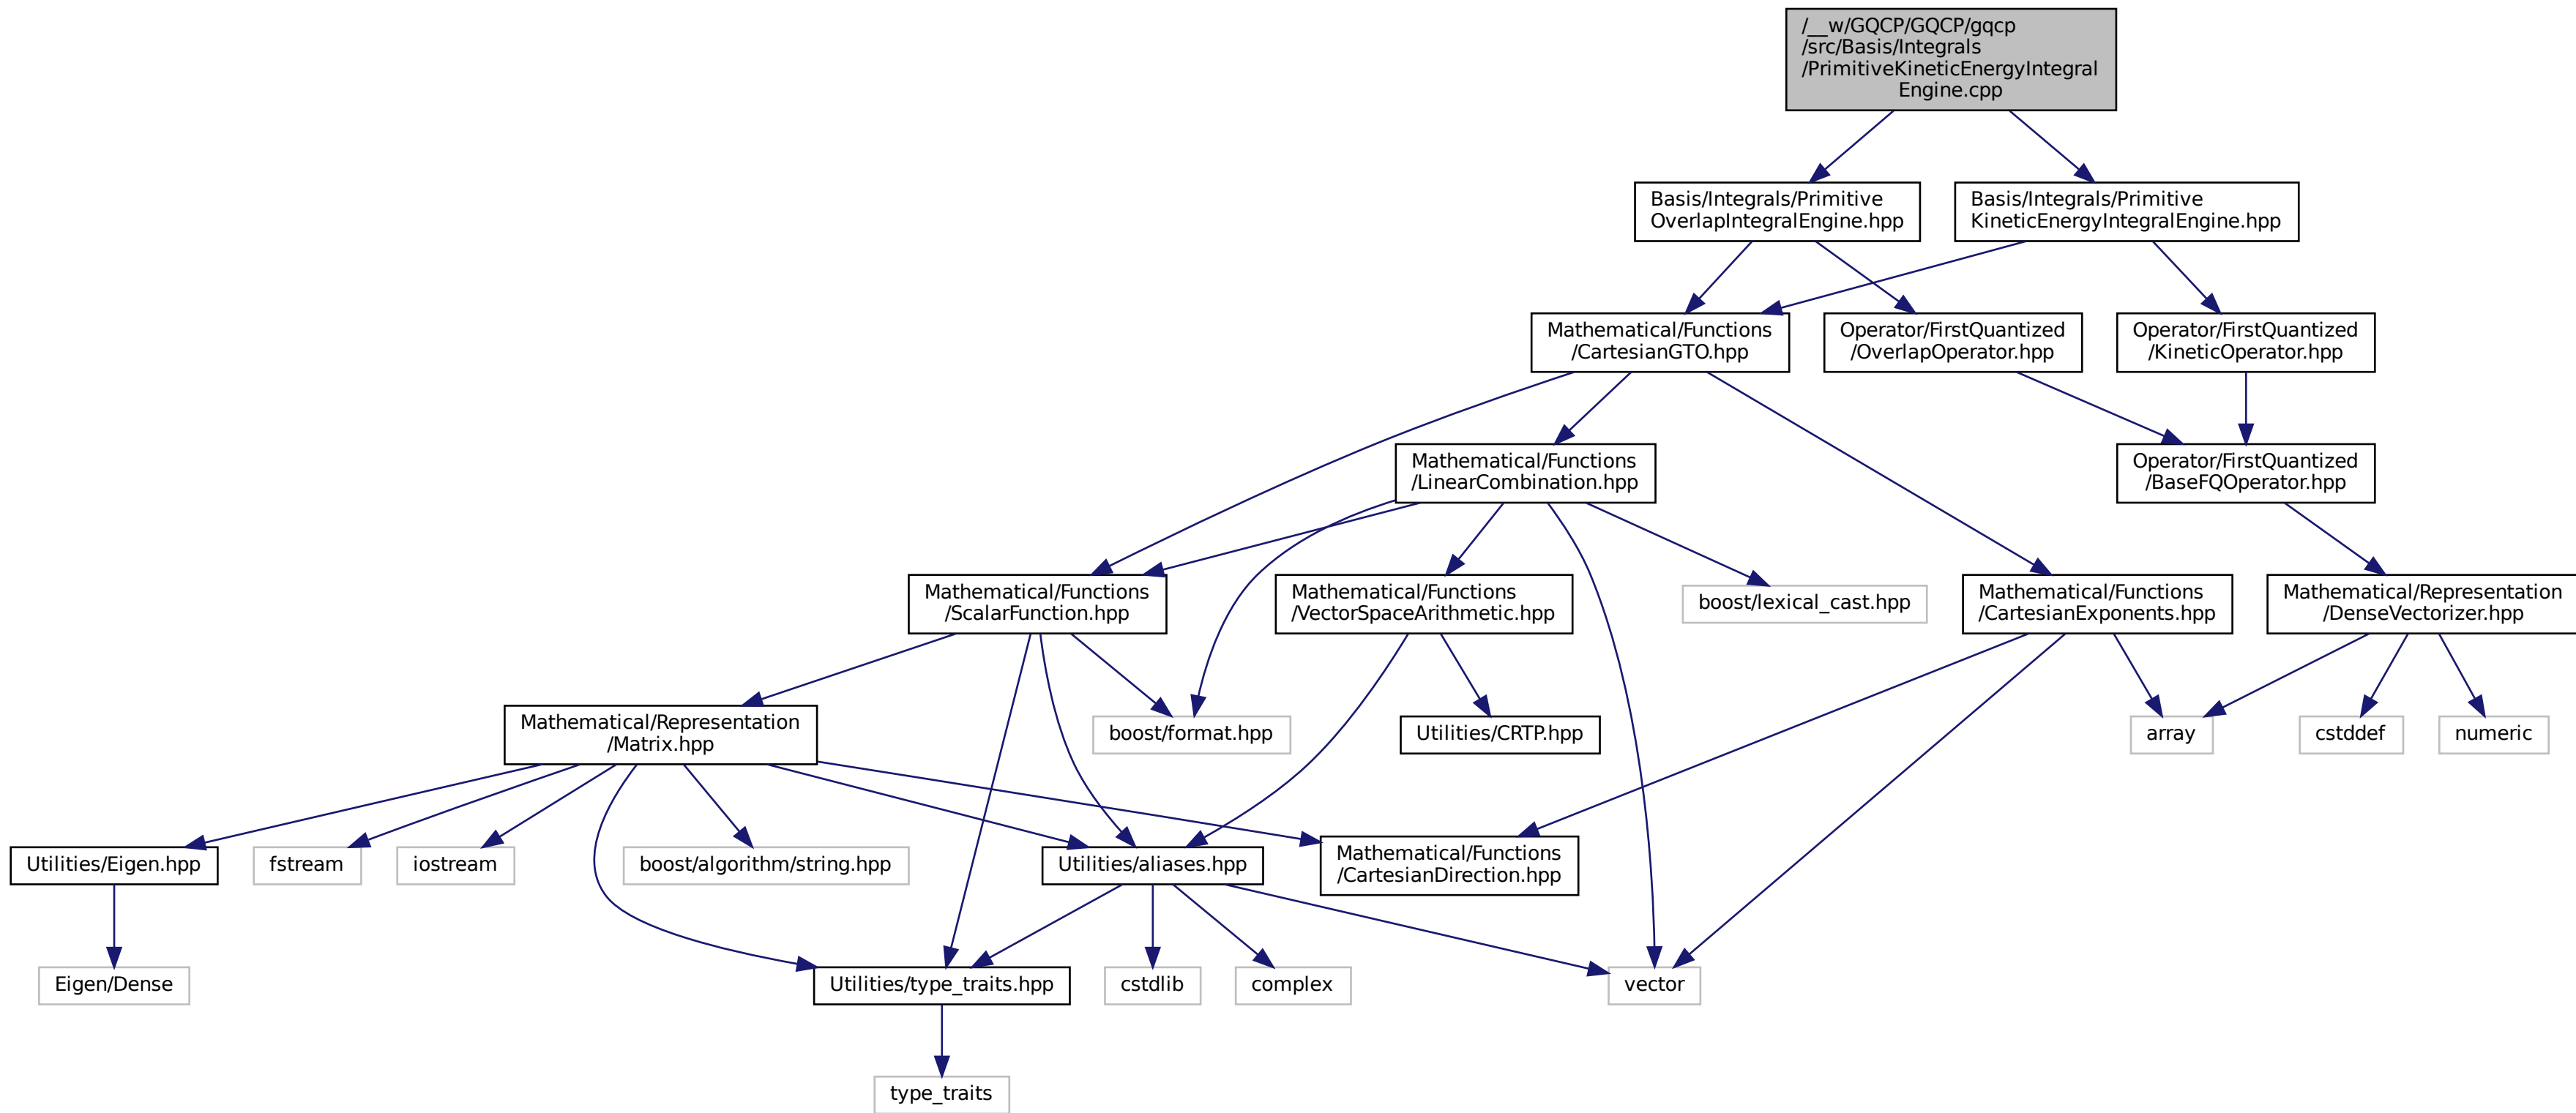 /__w/GQCP/GQCP/gqcp
/src/Basis/Integrals
/PrimitiveKineticEnergyIntegral
Engine.cpp
Basis/Integrals/Primitive
OverlapIntegralEngine.hpp
Basis/Integrals/Primitive
KineticEnergyIntegralEngine.hpp
Mathematical/Functions
/CartesianGTO.hpp
Operator/FirstQuantized
/OverlapOperator.hpp
Operator/FirstQuantized
/KineticOperator.hpp
Mathematical/Functions
/LinearCombination.hpp
Operator/FirstQuantized
/BaseFQOperator.hpp
Mathematical/Functions
/ScalarFunction.hpp
Mathematical/Functions
/VectorSpaceArithmetic.hpp
boost/lexical_cast.hpp
Mathematical/Functions
/CartesianExponents.hpp
Mathematical/Representation
/DenseVectorizer.hpp
Mathematical/Representation
/Matrix.hpp
boost/format.hpp
Utilities/CRTP.hpp
array
cstddef
numeric
Utilities/Eigen.hpp
fstream
iostream
boost/algorithm/string.hpp
Utilities/aliases.hpp
Mathematical/Functions
/CartesianDirection.hpp
Eigen/Dense
Utilities/type_traits.hpp
cstdlib
complex
vector
type_traits